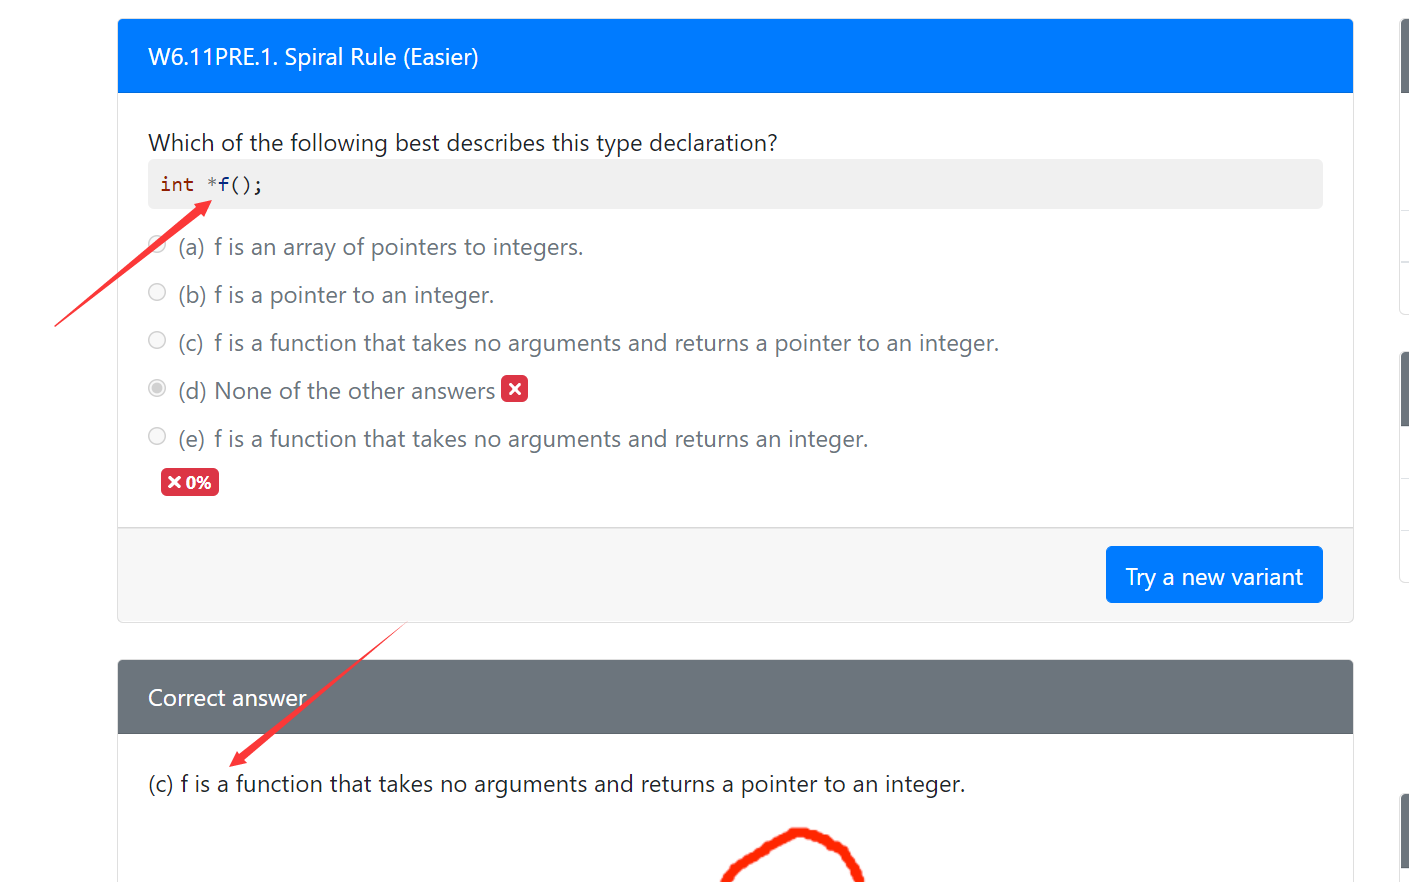 W6.11PRE.1. Spiral Rule (Easier)
Which of the following best describes this type declaration?
int *f();
(a) f is an array of pointers to integers.
(b) f is a pointer to an integer.
(c) f is a function that takes no arguments and returns a pointer to an integer.
(d) None of the other answers
(e) f is a function that takes no arguments and returns an integer.
0%
Try a new variant
Correct answer
(c) f is a function that takes no arguments and returns a pointer to an integer.